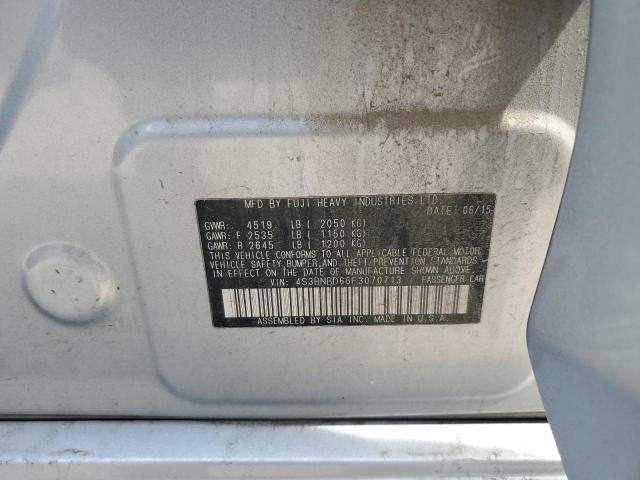 MFD BY FUJI HEAVY INDUSTRIES LTD.
DATE: 06/15
GVWR: 4519 LB ( 2050 KG)
GAWR: F 2535 LB ( 1150 KG)
GAWR: R 2645 LB ( 1200 KG)
THIS VEHICLE CONFORMS TO ALL APPLICABLE FEDERAL MOTOR
VEHICLE SAFETY, BUMPER, AND THEFT PREVENTION STANDARDS
IN EFFECT ON THE DATE OF MANUFACTURE SHOWN ABOVE.
VIN: 4S3BNBD66F3070713 PASSENGER CAR
ASSEMBLED BY SIA INC. MADE IN U.S.A.